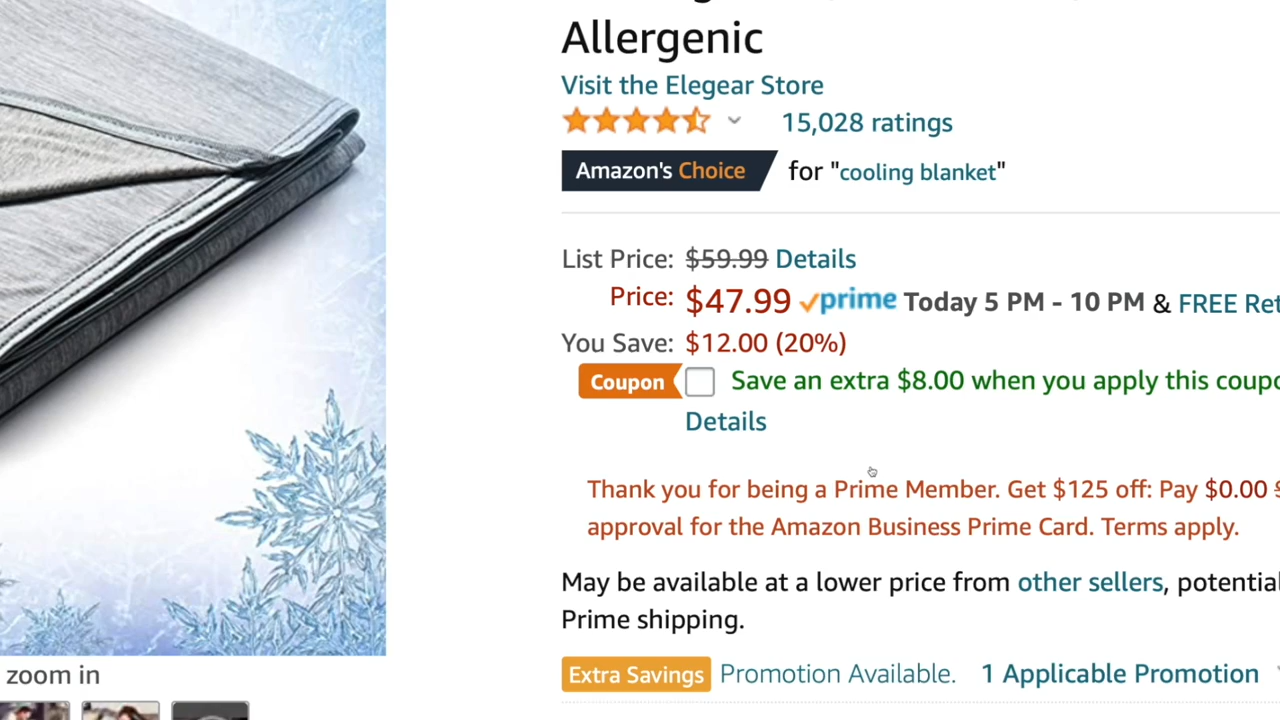 Allergenic
Visit the Elegear Store
15,028 ratings
Amazon's Choice for "cooling blanket"
List Price: $59.99 Details
Price: $47.99 prime Today 5 PM - 10 PM & FREE
You Save: $12.00 (20%)
Coupon Save an extra $8.00 when you apply this
Details
Thank you for being a Prime Member. Get $125 off: Pay $0.00
approval for the Amazon Business Prime Card. Terms apply.
May be available at a lower price from other sellers,
Prime shipping.
zoom in
Extra Savings Promotion Available. 1 Applicable Promotion